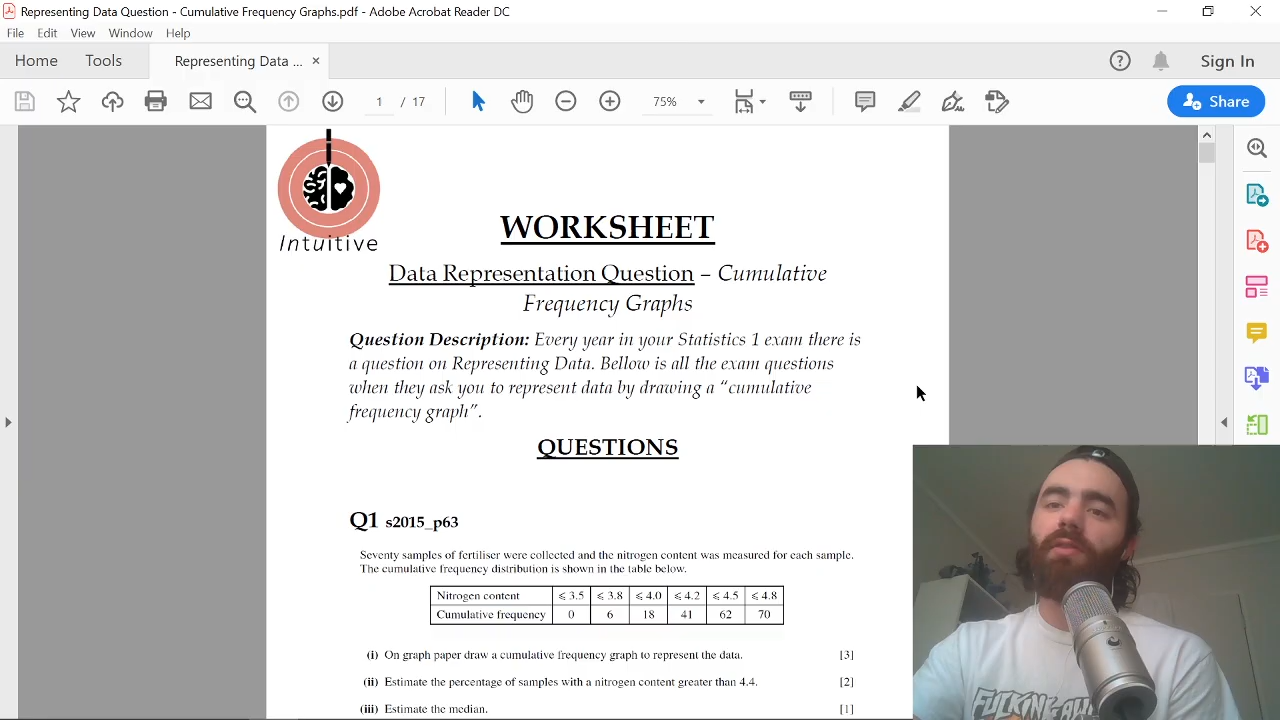 Representing Data Question - Cumulative Frequency Graphs.pdf - Adobe Acrobat Reader DC
File Edit View Window Help
Home Tools Representing Data ... × Sign In
1 / 17 75% Share
Intuitive
WORKSHEET
Data Representation Question – Cumulative
Frequency Graphs
Question Description: Every year in your Statistics 1 exam there is
a question on Representing Data. Bellow is all the exam questions
when they ask you to represent data by drawing a “cumulative
frequency graph”.
QUESTIONS
Q1 s2015_p63
Seventy samples of fertiliser were collected and the nitrogen content was measured for each sample.
The cumulative frequency distribution is shown in the table below.
Nitrogen content ⩽ 3.5 ⩽ 3.8 ⩽ 4.0 ⩽ 4.2 ⩽ 4.5 ⩽ 4.8
Cumulative frequency 0 6 18 41 62 70
(i) On graph paper draw a cumulative frequency graph to represent the data. [3]
(ii) Estimate the percentage of samples with a nitrogen content greater than 4.4. [2]
(iii) Estimate the median. [1]
FUCKING